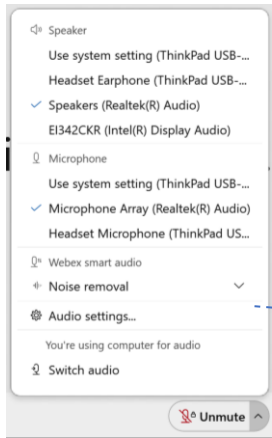 Speaker
Use system setting (ThinkPad USB-...
Headset Earphone (ThinkPad USB-...
Speakers (Realtek(R) Audio)
EI342CKR (Intel(R) Display Audio)
Microphone
Use system setting (ThinkPad USB-...
Microphone Array (Realtek(R) Audio)
Headset Microphone (ThinkPad US...
Webex smart audio
Noise removal
Audio settings...
You're using computer for audio
Switch audio
Unmute